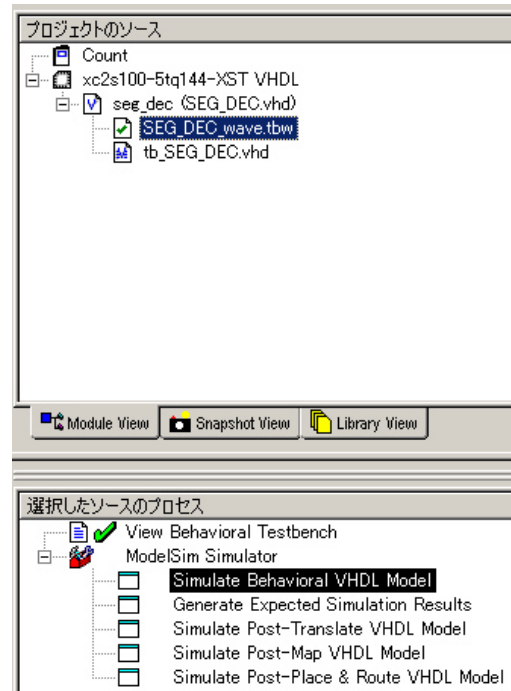 プロジェクトのソース
Count
xc2s100-5tq144-XST VHDL
seg_dec (SEG_DEC.vhd)
SEG_DEC_wave.tbw
tb_SEG_DEC.vhd
Module View Snapshot View Library View
選択したソースのプロセス
View Behavioral Testbench
ModelSim Simulator
Simulate Behavioral VHDL Model
Generate Expected Simulation Results
Simulate Post-Translate VHDL Model
Simulate Post-Map VHDL Model
Simulate Post-Place & Route VHDL Model